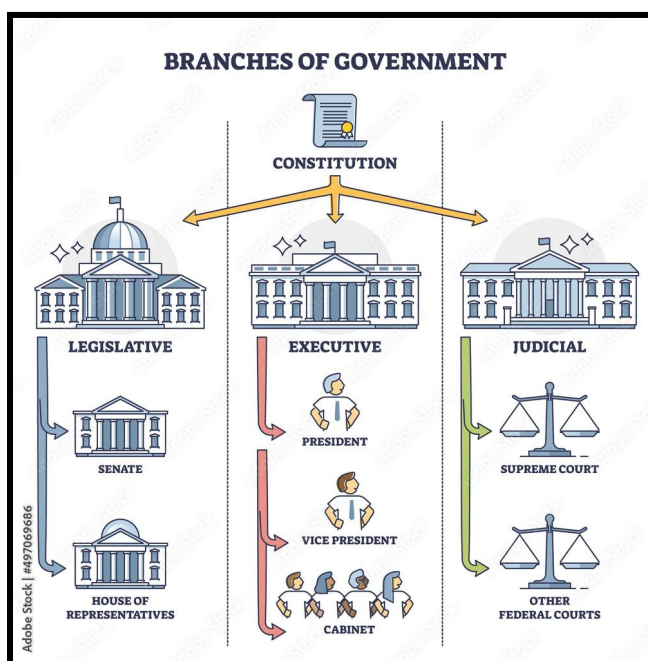 BRANCHES OF GOVERNMENT
CONSTITUTION
LEGISLATIVE
SENATE
HOUSE OF
REPRESENTATIVES
EXECUTIVE
PRESIDENT
VICE PRESIDENT
CABINET
JUDICIAL
SUPREME COURT
OTHER
FEDERAL COURTS
Adobe Stock | #497069686